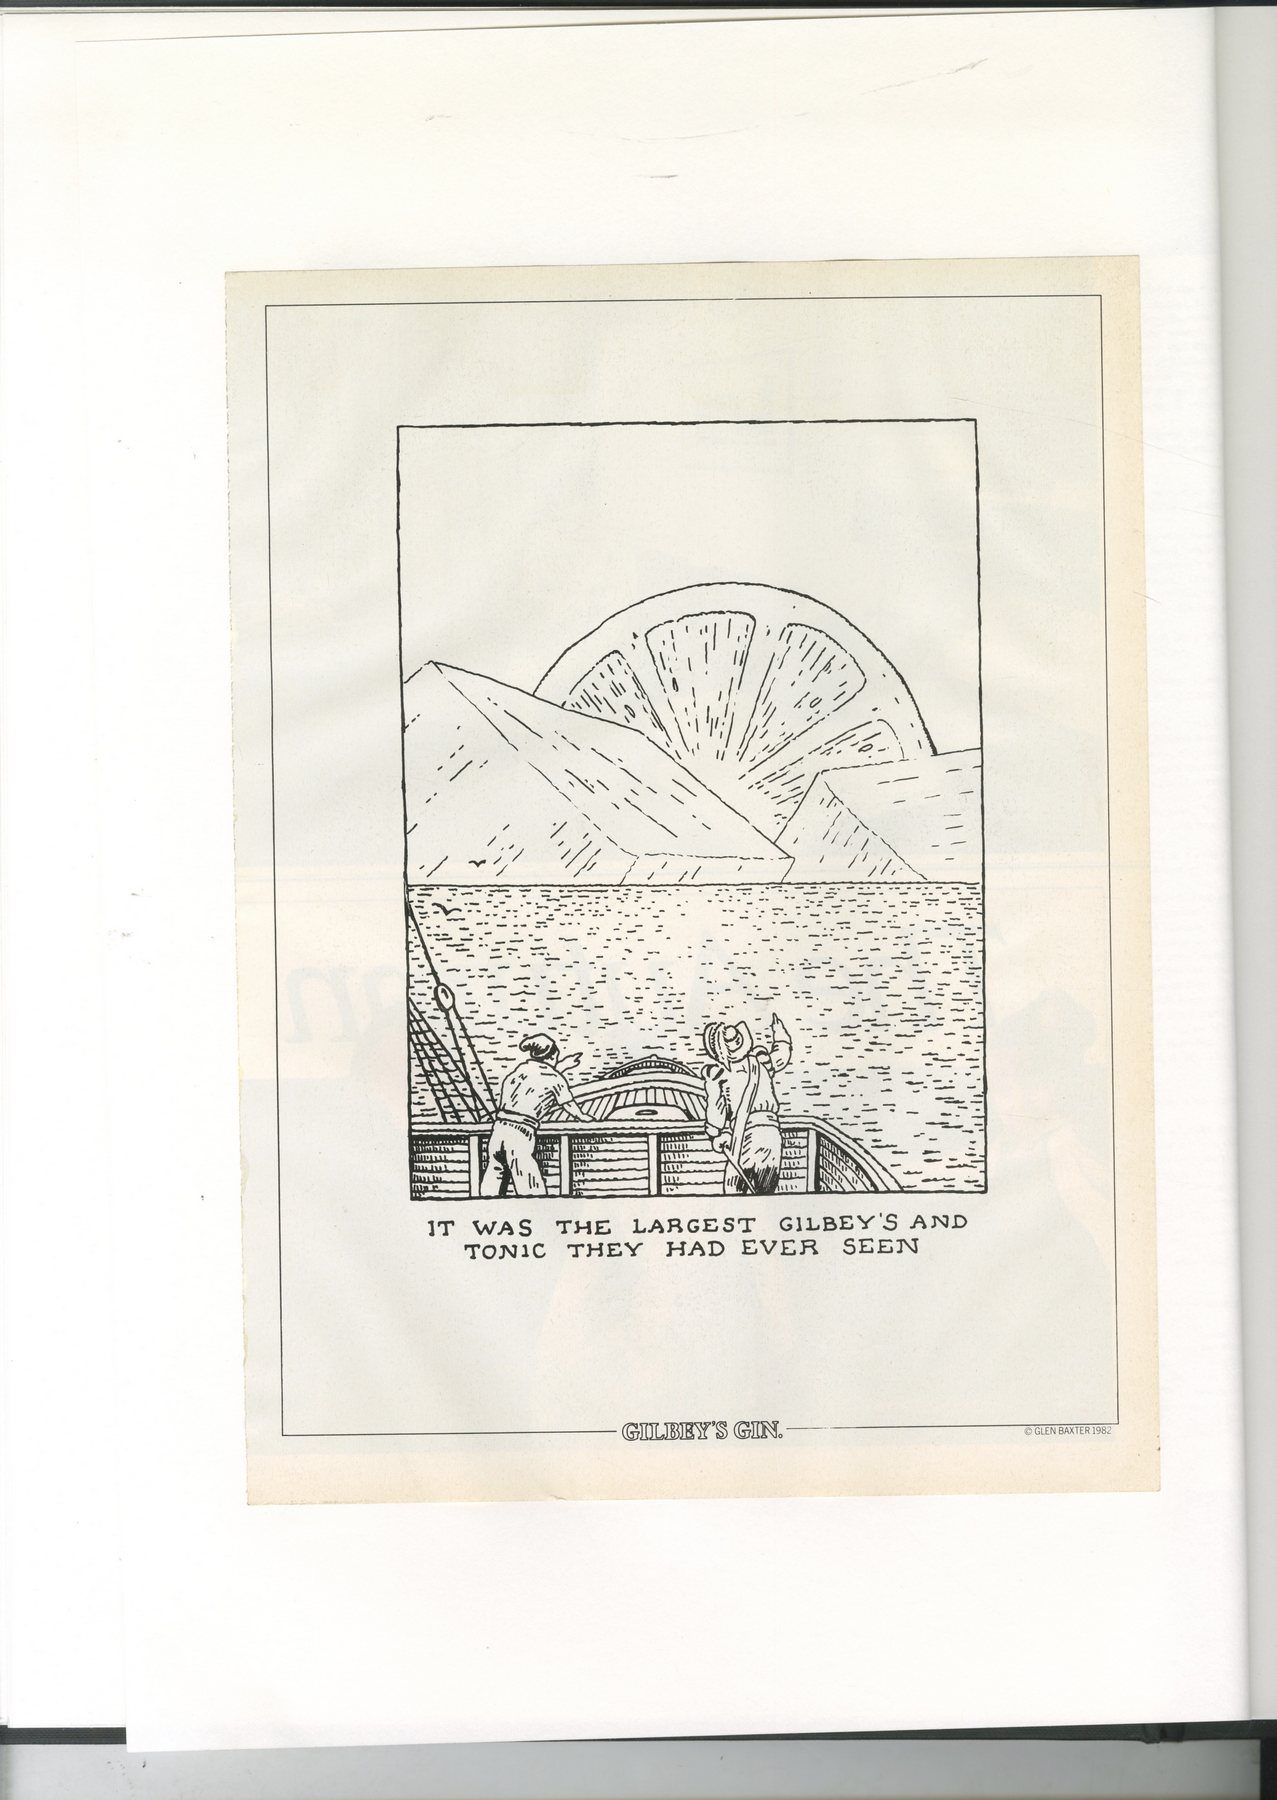 IT WAS THE LARGEST GILBEY'S AND
TONIC THEY HAD EVER SEEN
GILBEY'S GIN.
© GLEN BAXTER 1982